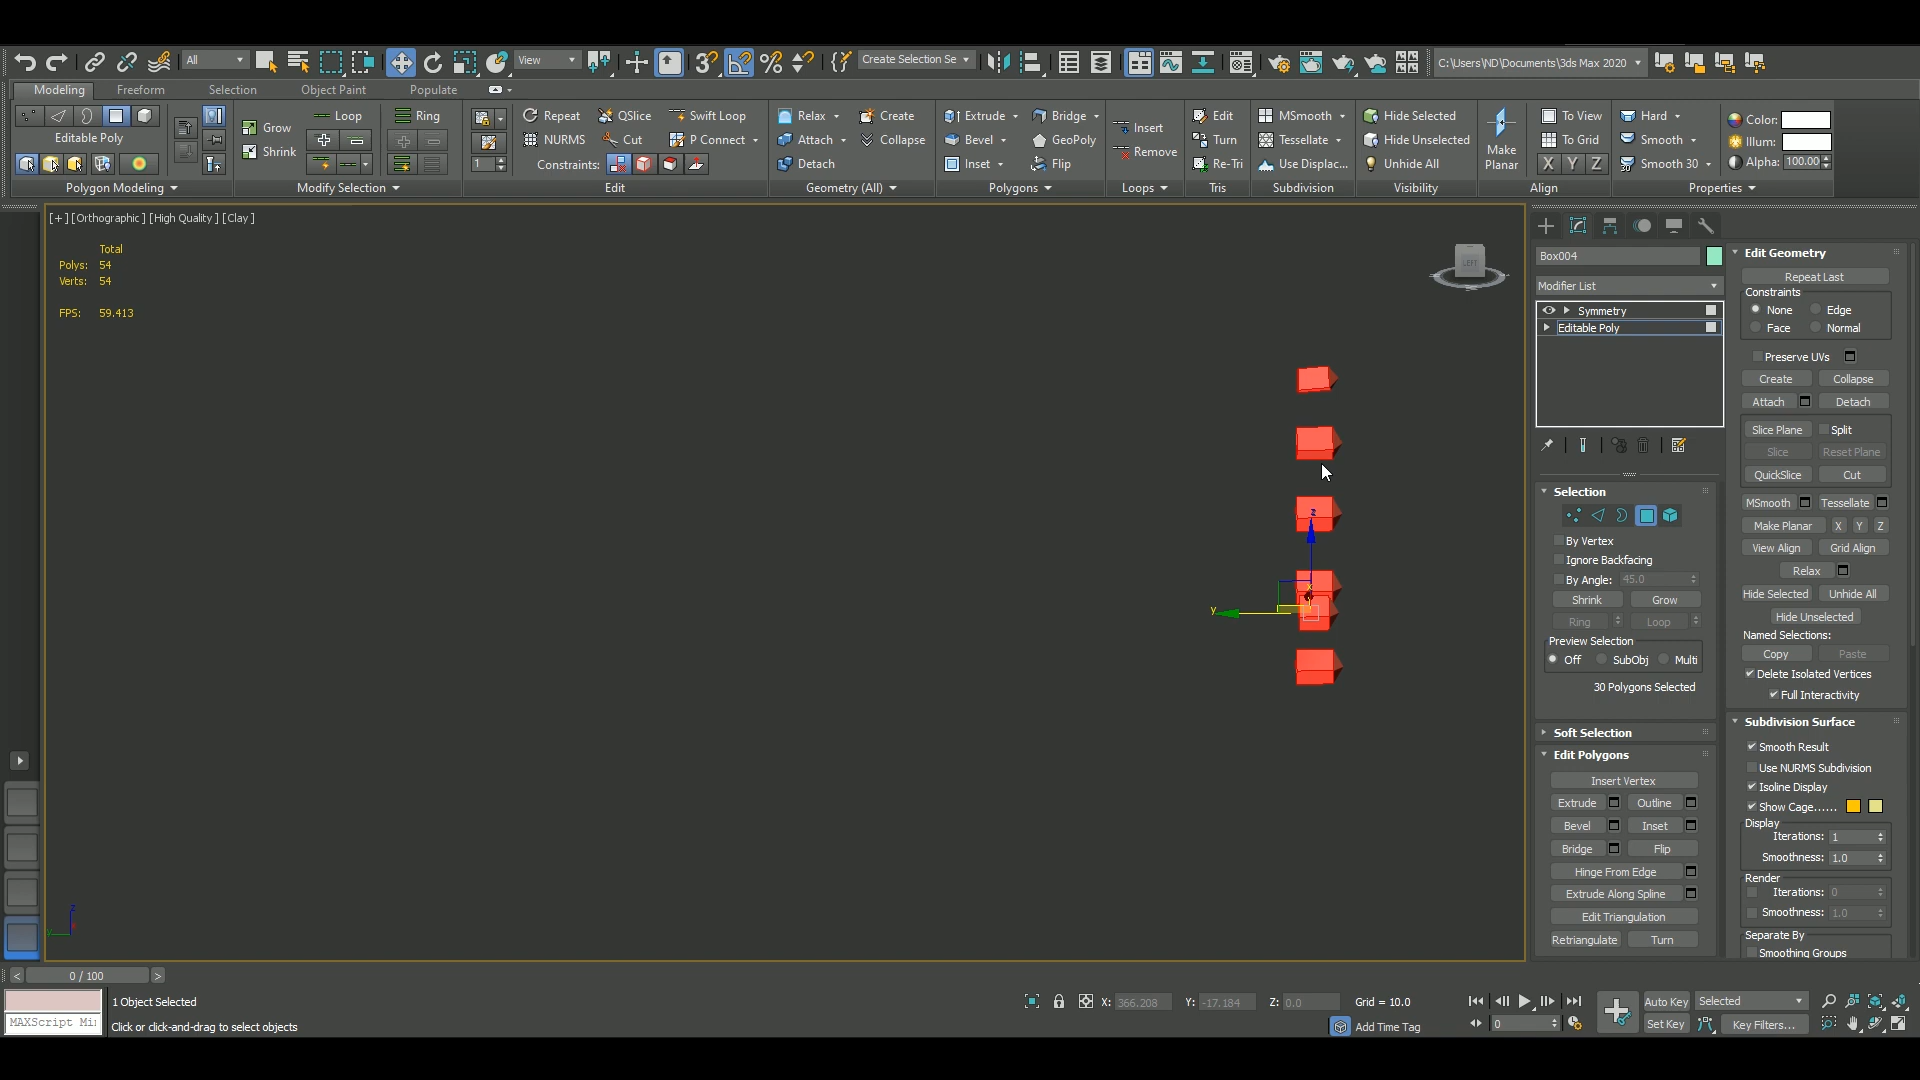 All
View
Create Selection Se
C:\Users\ND\Documents\3ds Max 2020
Modeling Freeform Selection Object Paint Populate
Editable Poly
Polygon Modeling
Grow Loop
Shrink
Modify Selection
Ring
1
Repeat QSlice Swift Loop
NURMS Cut P Connect
Constraints:
Edit
Relax Create
Attach Collapse
Detach
Geometry (All)
Extrude Bridge
Bevel GeoPoly
Inset Flip
Polygons
Insert
Remove
Loops
Edit
Turn
Re-Tri
Tris
MSmooth
Tessellate
Use Displac...
Subdivision
Hide Selected
Hide Unselected
Unhide All
Visibility
Make
Planar
To View
To Grid
X Y Z
Align
Hard
Smooth
Smooth 30
Color:
Illum:
Alpha: 100.00
Properties
[+] [Orthographic] [High Quality] [Clay]
Total
Polys: 54
Verts: 54
FPS: 59.413
LEFT
z
x
y
z
y
Box004
Modifier List
Symmetry
Editable Poly
Selection
By Vertex
Ignore Backfacing
By Angle: 45.0
Shrink Grow
Ring Loop
Preview Selection
Off SubObj Multi
30 Polygons Selected
Soft Selection
Edit Polygons
Insert Vertex
Extrude Outline
Bevel Inset
Bridge Flip
Hinge From Edge
Extrude Along Spline
Edit Triangulation
Retriangulate Turn
Edit Geometry
Repeat Last
Constraints
None Edge
Face Normal
Preserve UVs
Create Collapse
Attach Detach
Slice Plane Split
Slice Reset Plane
QuickSlice Cut
MSmooth Tessellate
Make Planar X Y Z
View Align Grid Align
Relax
Hide Selected Unhide All
Hide Unselected
Named Selections:
Copy Paste
Delete Isolated Vertices
Full Interactivity
Subdivision Surface
Smooth Result
Use NURMS Subdivision
Isoline Display
Show Cage......
Display
Iterations: 1
Smoothness: 1.0
Render
Iterations: 0
Smoothness: 1.0
Separate By
Smoothing Groups
< 0 / 100 >
1 Object Selected
MAXScript Mi
Click or click-and-drag to select objects
X: 366.208 Y: -17.184 Z: 0.0 Grid = 10.0
Add Time Tag
0
Auto Key Selected
Set Key Key Filters...